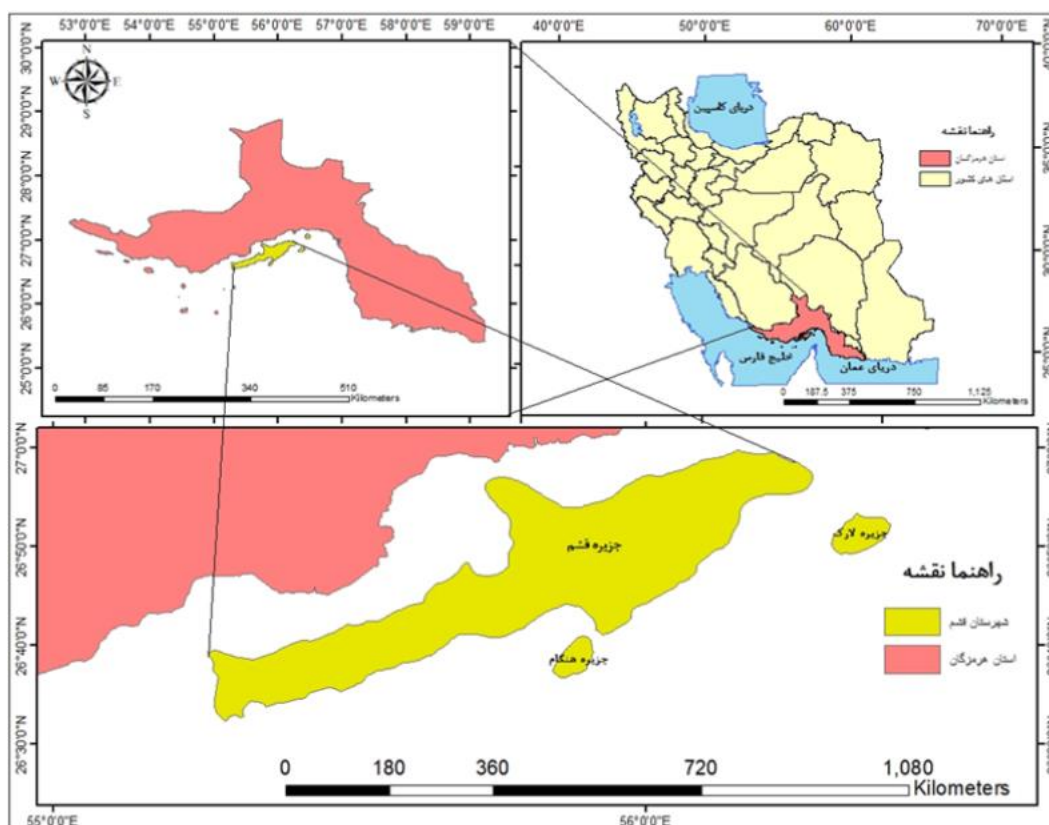 53°0'0"E 54°0'0"E 55°0'0"E 56°0'0"E 57°0'0"E 58°0'0"E 59°0'0"E
30°0'0"N
29°0'0"N
28°0'0"N
27°0'0"N
26°0'0"N
25°0'0"N
N
W E
S
0 85 170 340 510
Kilometers
40°0'0"E 50°0'0"E 60°0'0"E 70°0'0"E
40°0'0"N
دریای کاسپین
راهنما نقشه
استان هرمزگان
استان های کشور
خلیج فارس
دریای عمان
0 187.5 375 750 1,125
Kilometers
27°0'0"N
26°50'0"N
26°40'0"N
26°30'0"N
جزیره قشم
جزیره لارک
جزیره هنگام
راهنما نقشه
شهرستان قشم
استان هرمزگان
0 180 360 720 1,080
Kilometers
55°0'0"E 56°0'0"E